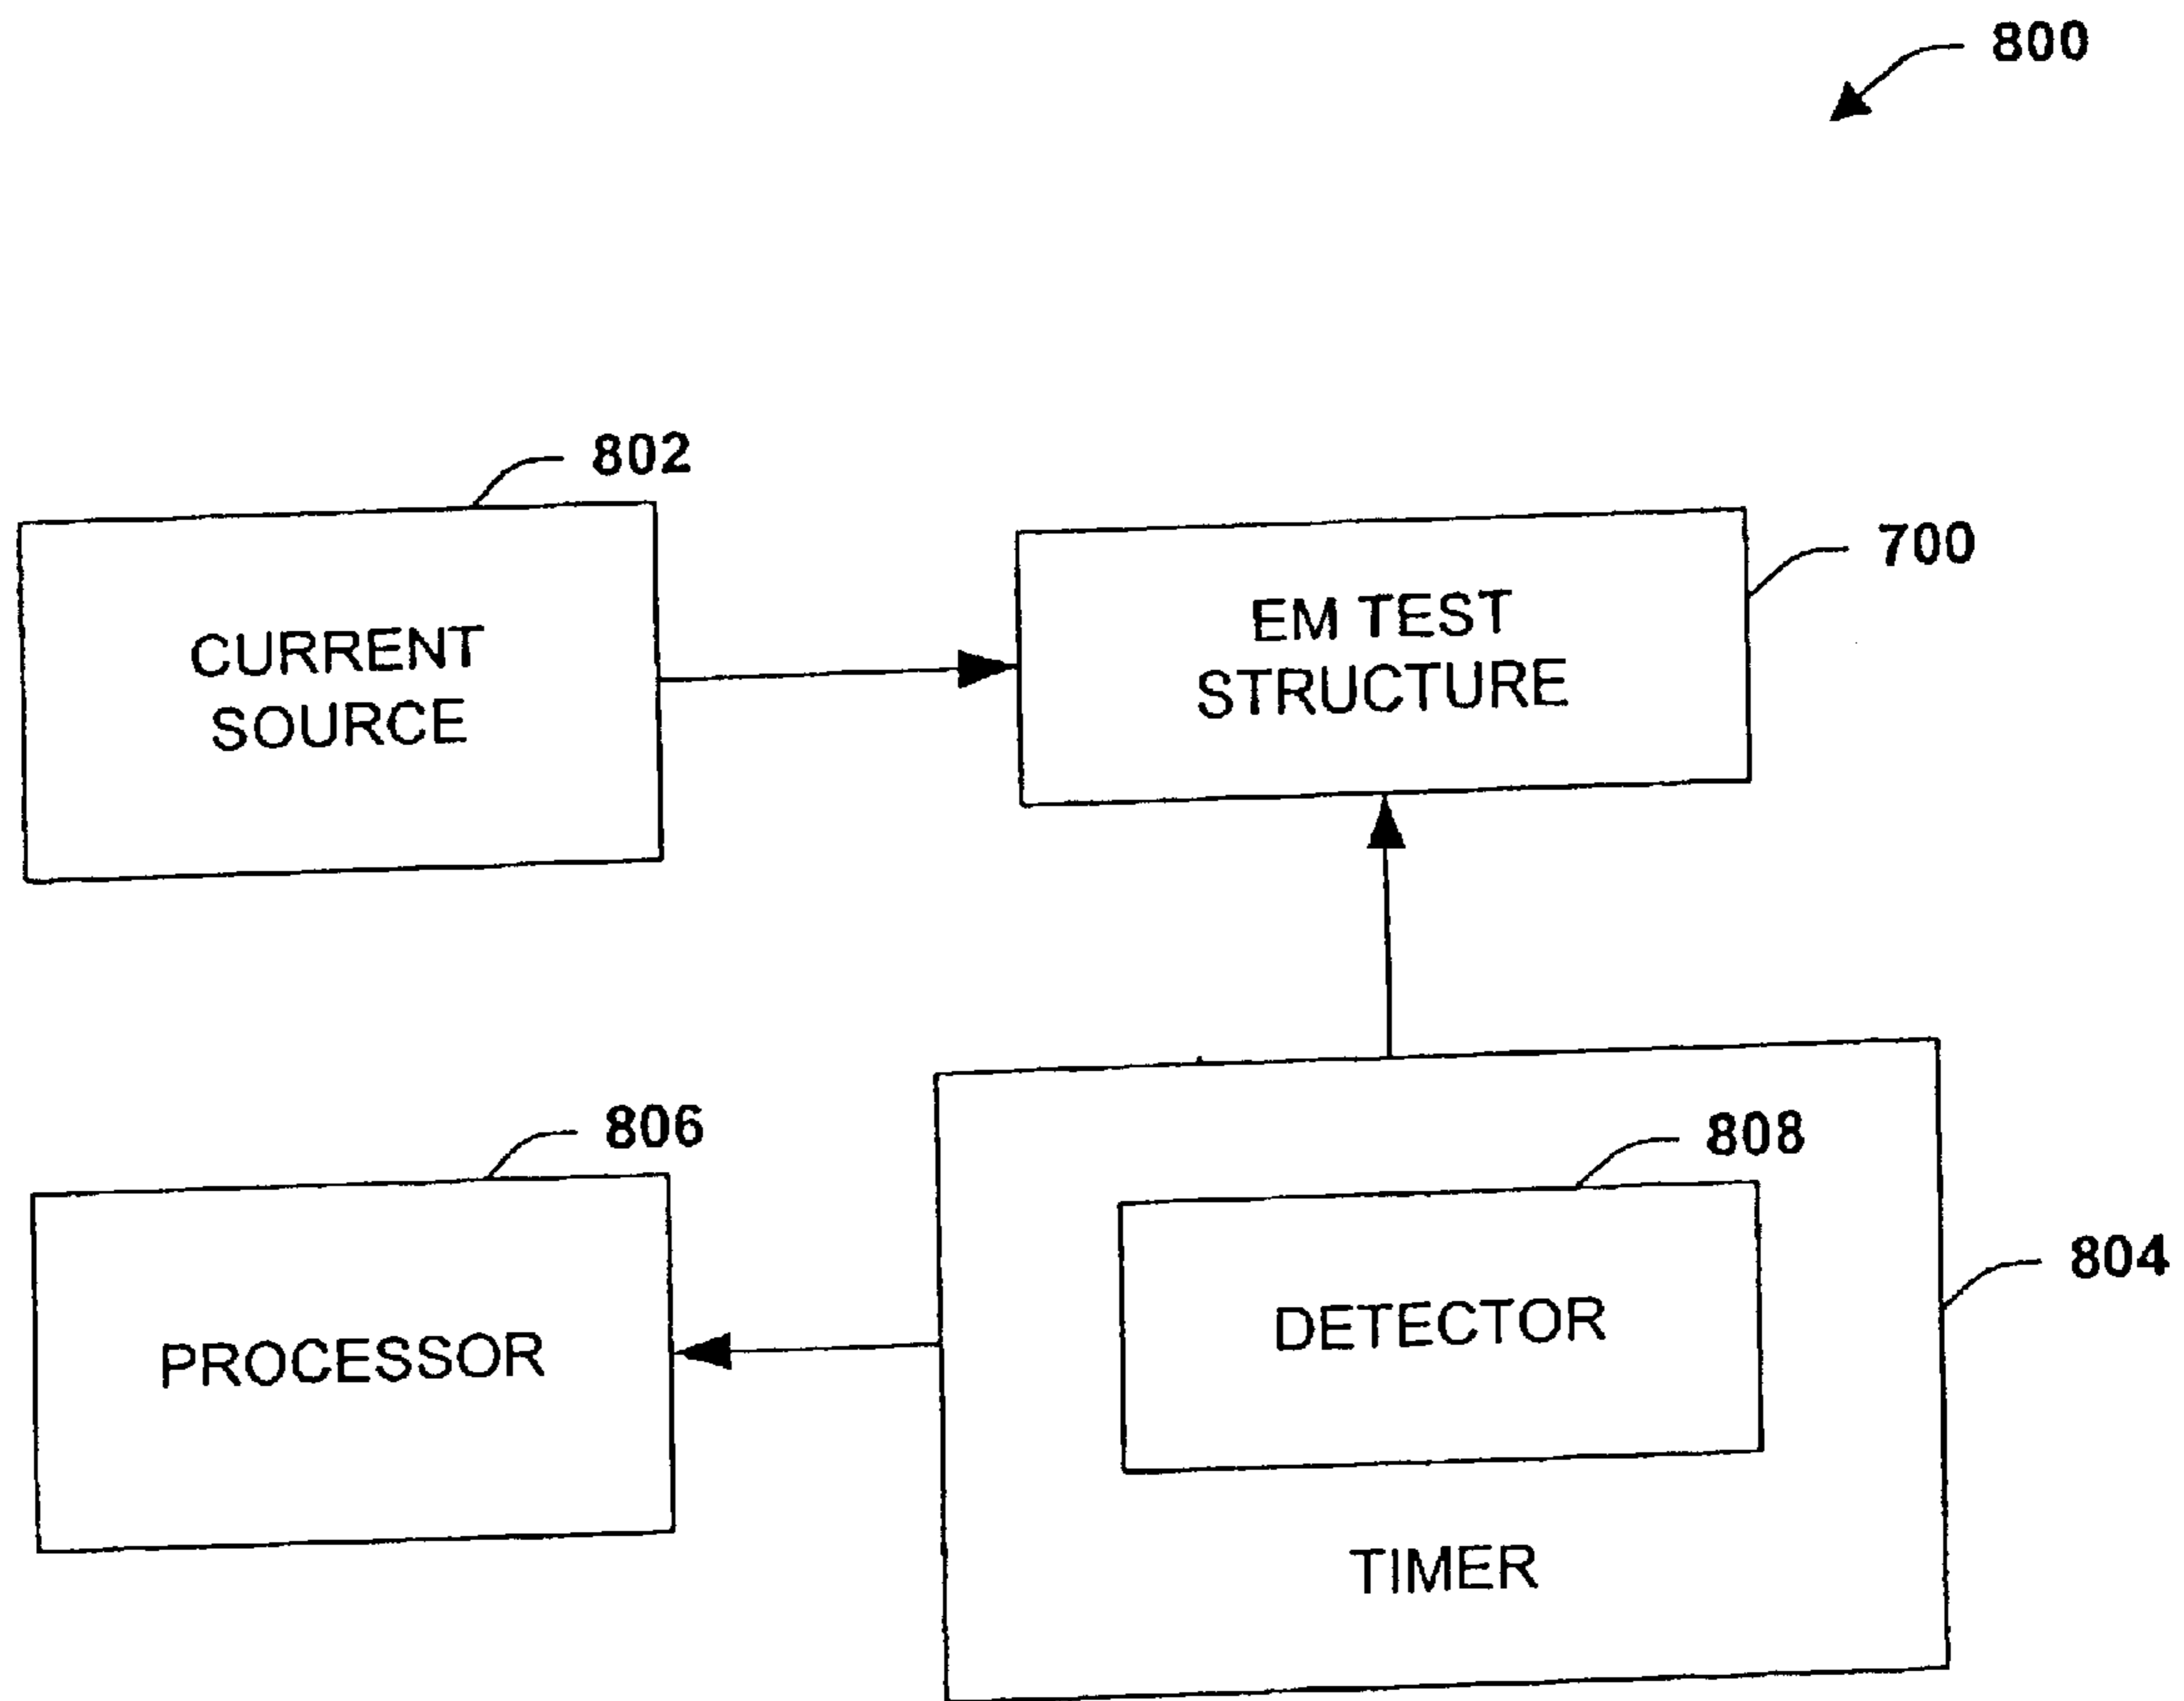 800
802
CURRENT
SOURCE
700
EM TEST
STRUCTURE
806
PROCESSOR
808
DETECTOR
804
TIMER